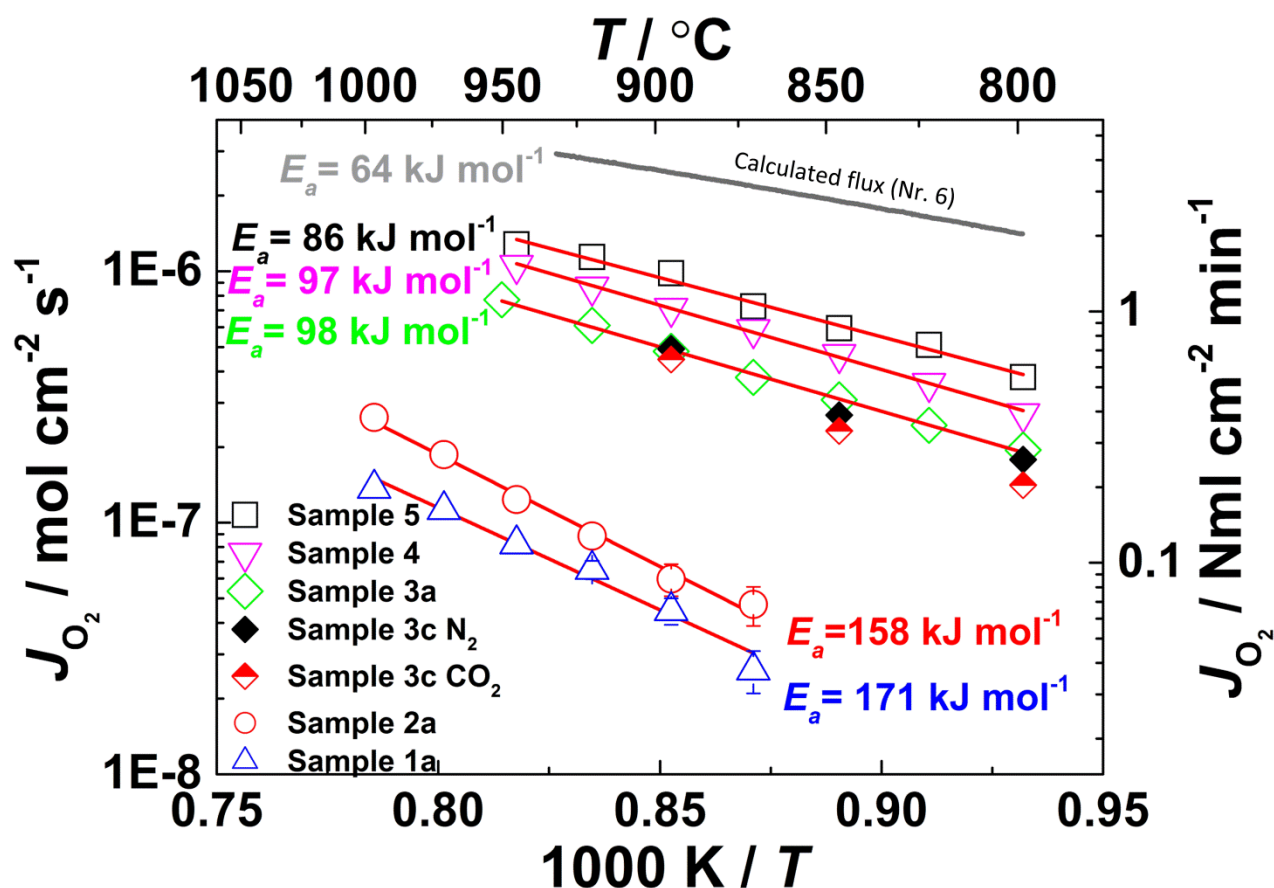 T / °C
1050 1000 950 900 850 800
Eₐ= 64 kJ mol⁻¹
Calculated flux (Nr. 6)
Eₐ= 86 kJ mol⁻¹
Eₐ= 97 kJ mol⁻¹
Eₐ= 98 kJ mol⁻¹
1E-6
1E-7
1E-8
J_O₂ / mol cm⁻² s⁻¹
1
0.1
J_O₂ / Nml cm⁻² min⁻¹
Sample 5
Sample 4
Sample 3a
Sample 3c N₂
Sample 3c CO₂
Sample 2a
Sample 1a
Eₐ=158 kJ mol⁻¹
Eₐ= 171 kJ mol⁻¹
0.75 0.80 0.85 0.90 0.95
1000 K / T